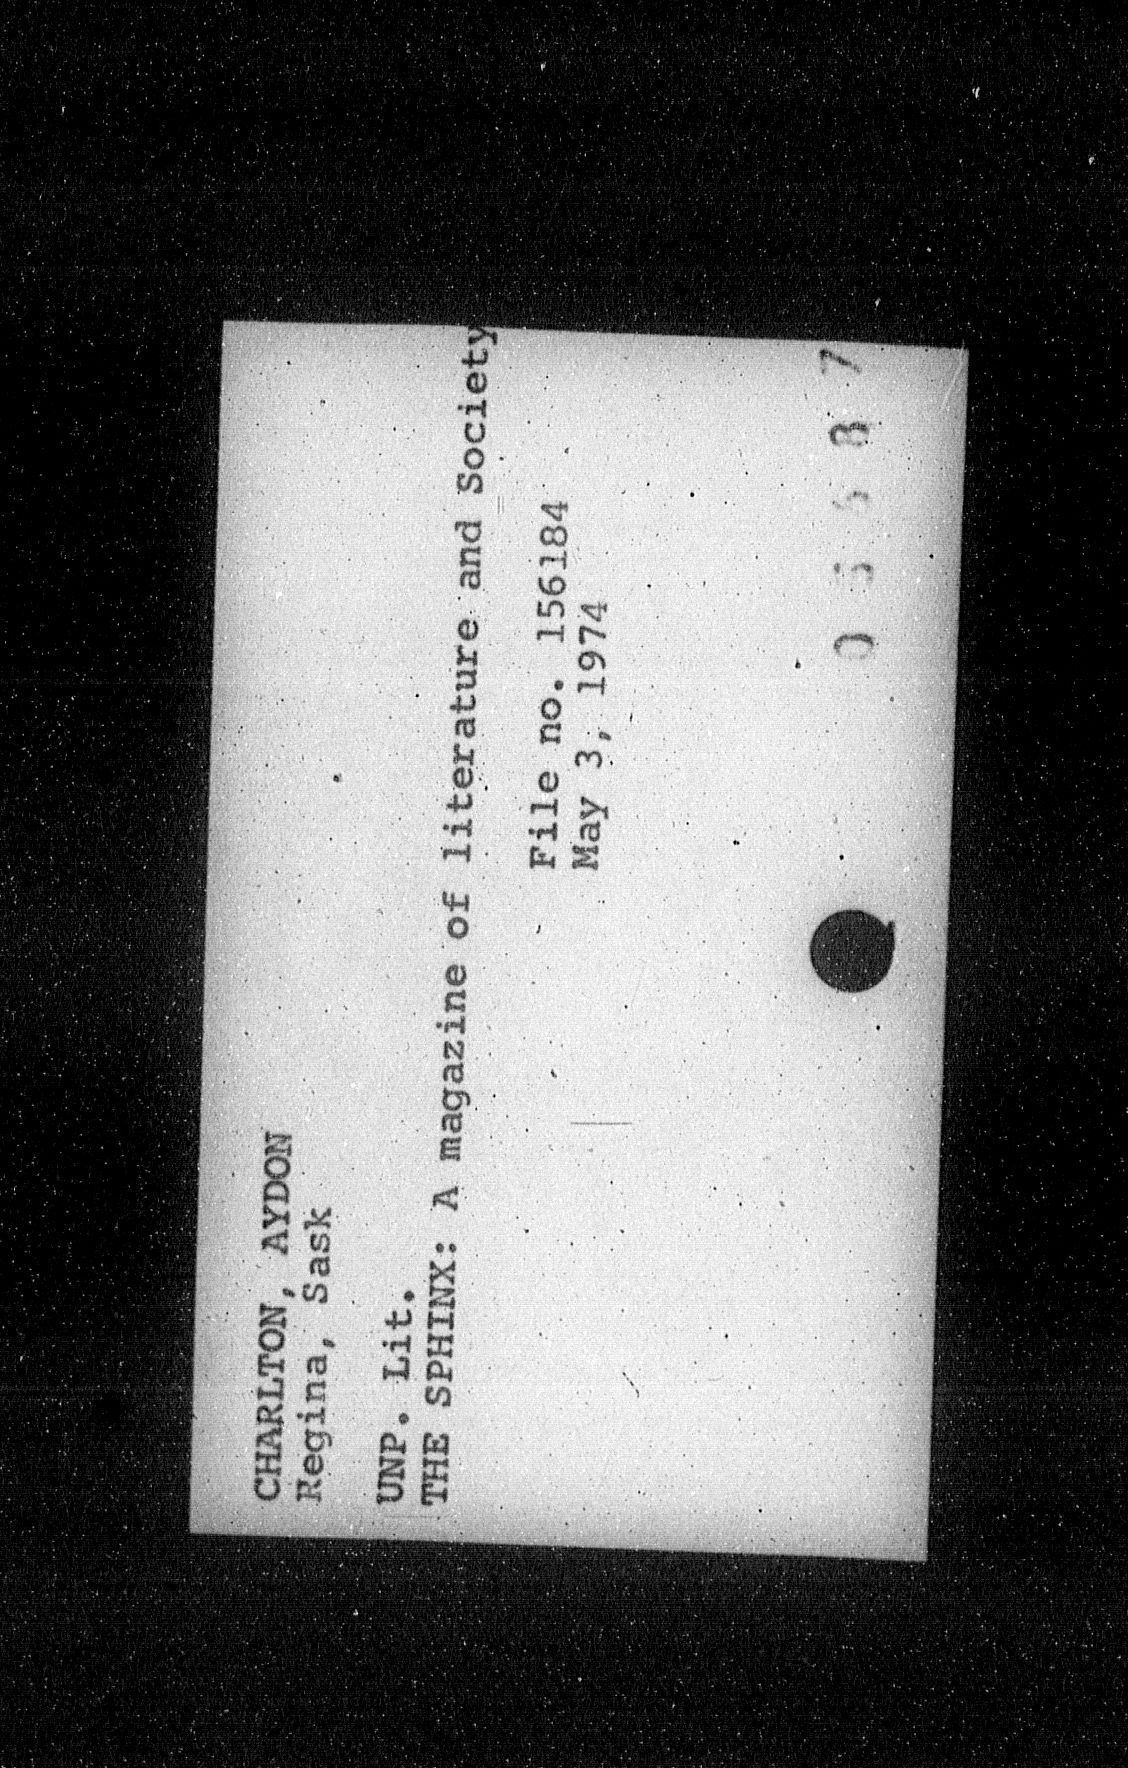 CHARLTON, AYDON
Regina, Sask
UNP. Lit.
THE SPHINX: A magazine of literature and Society
File no. 156184
May 3, 1974